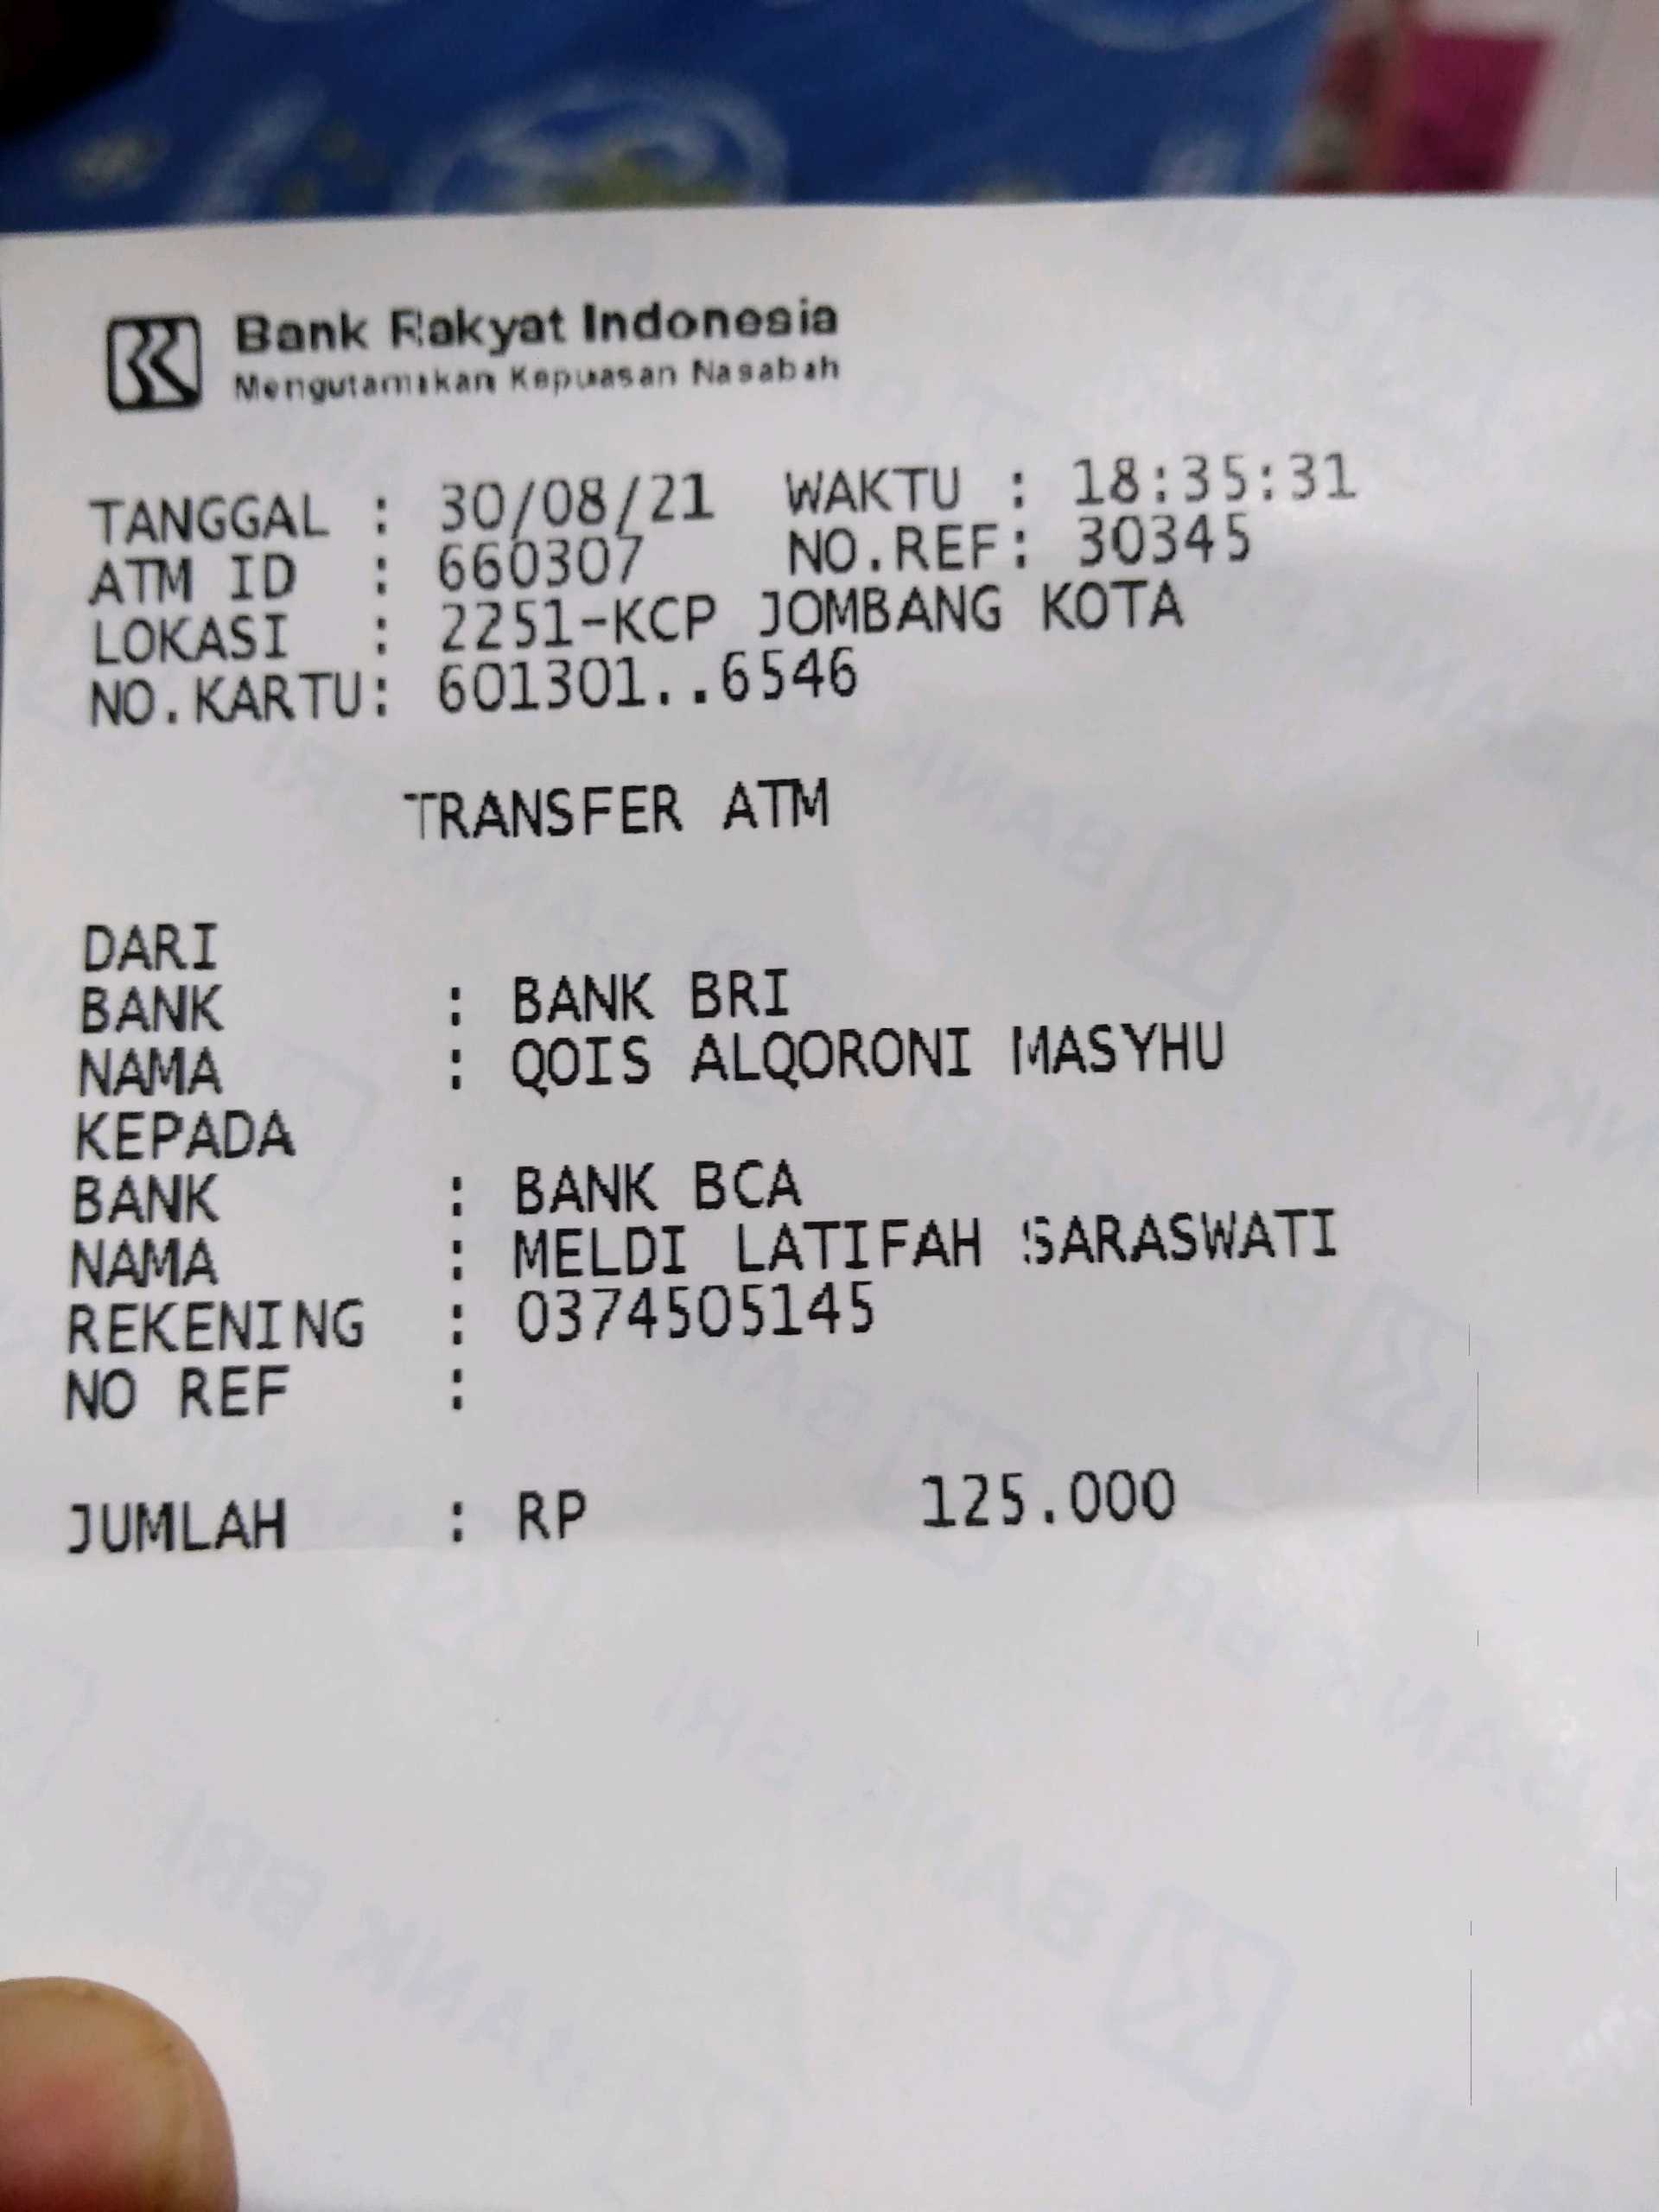 Bank Rakyat Indonesia
Mengutamakan Kepuasan Nasabah
TANGGAL : 30/08/21 WAKTU : 18:35:31
ATM ID : 660307 NO.REF: 30345
LOKASI : 2251-KCP JOMBANG KOTA
NO.KARTU: 601301..6546
TRANSFER ATM
DARI
BANK : BANK BRI
NAMA : QOIS ALQORONI MASYHU
KEPADA
BANK : BANK BCA
NAMA : MELDI LATIFAH SARASWATI
REKENING : 0374505145
NO REF :
JUMLAH : RP 125.000